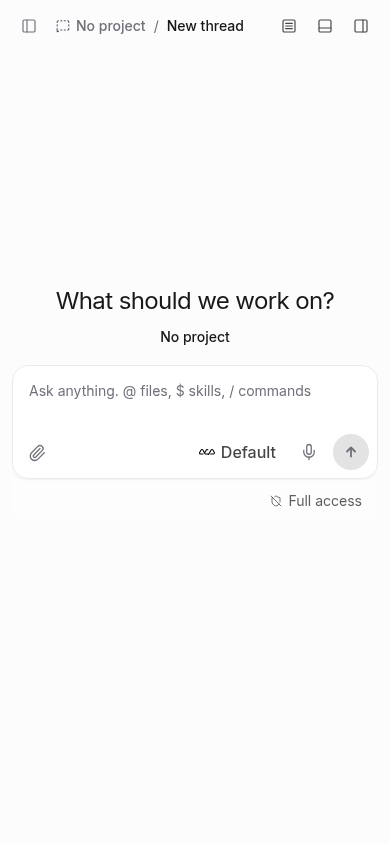 No project / New thread
What should we work on?
No project
Ask anything. @ files, $ skills, / commands
Default
Full access